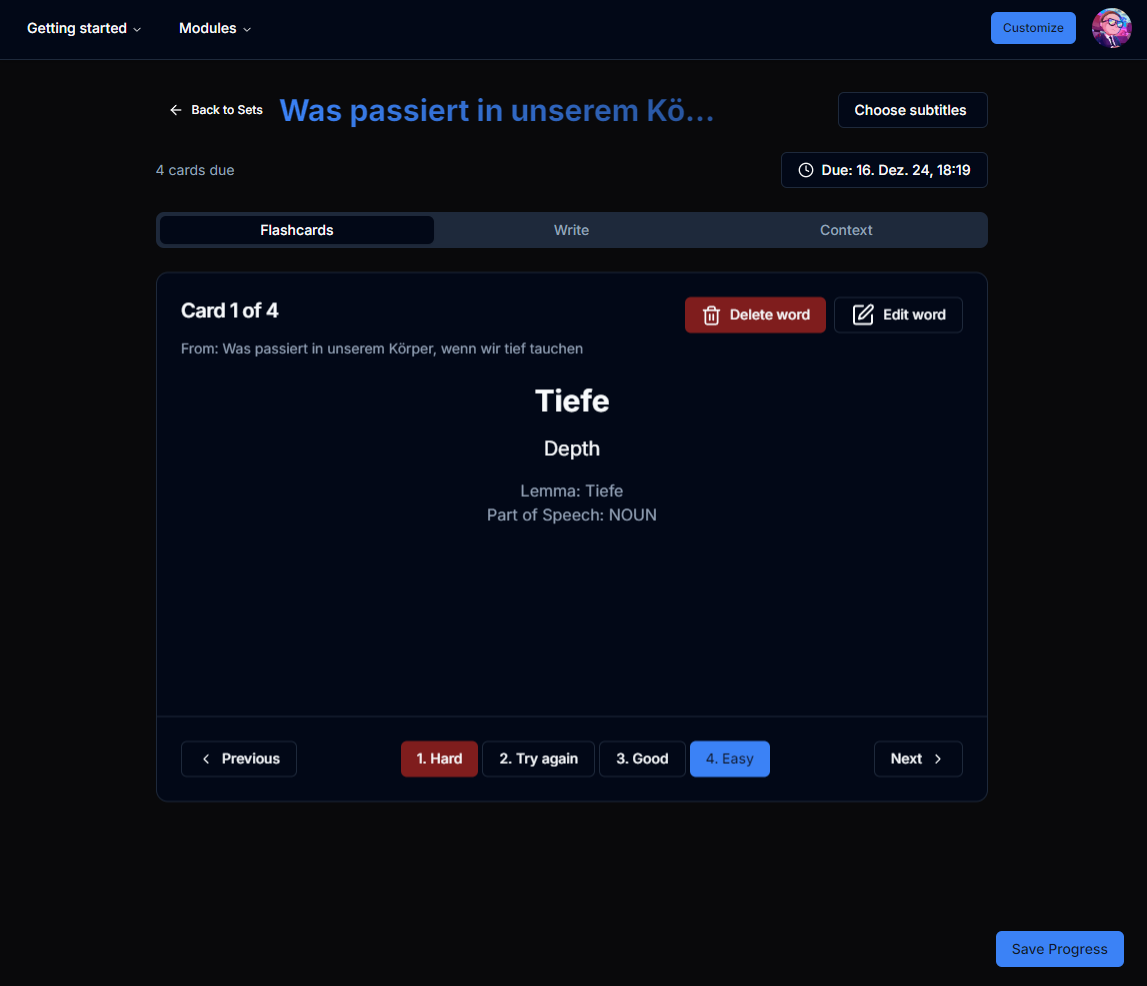 Getting started
Modules
Customize
Back to Sets
Was passiert in unserem Kö...
Choose subtitles
4 cards due
Due: 16. Dez. 24, 18:19
Flashcards
Write
Context
Card 1 of 4
Delete word
Edit word
From: Was passiert in unserem Körper, wenn wir tief tauchen
Tiefe
Depth
Lemma: Tiefe
Part of Speech: NOUN
Previous
1. Hard
2. Try again
3. Good
4. Easy
Next
Save Progress